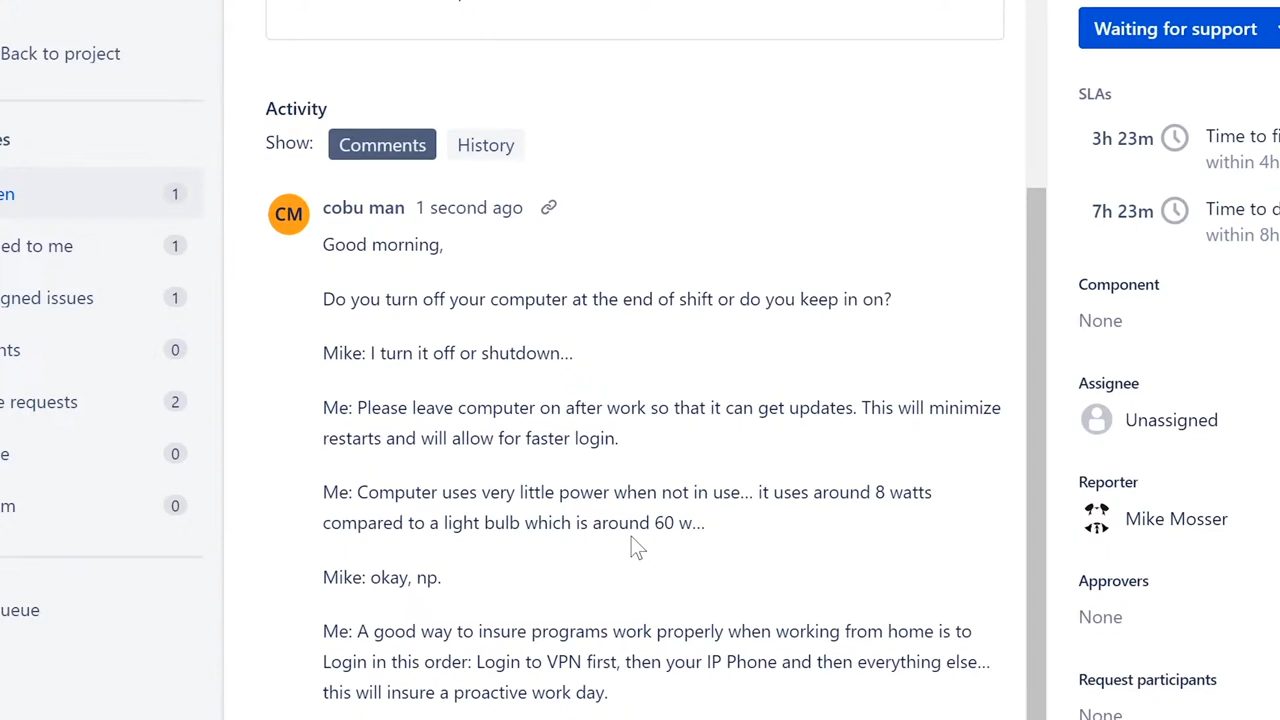 Back to project
es
en 1
ed to me 1
gned issues 1
nts 0
e requests 2
e 0
m 0
ueue
Activity
Show: Comments History
CM cobu man 1 second ago
Good morning,
Do you turn off your computer at the end of shift or do you keep in on?
Mike: I turn it off or shutdown...
Me: Please leave computer on after work so that it can get updates. This will minimize
restarts and will allow for faster login.
Me: Computer uses very little power when not in use... it uses around 8 watts
compared to a light bulb which is around 60 w...
Mike: okay, np.
Me: A good way to insure programs work properly when working from home is to
Login in this order: Login to VPN first, then your IP Phone and then everything else...
this will insure a proactive work day.
Waiting for support
SLAs
3h 23m Time to fi
within 4h
7h 23m Time to
within 8h
Component
None
Assignee
Unassigned
Reporter
Mike Mosser
Approvers
None
Request participants
None